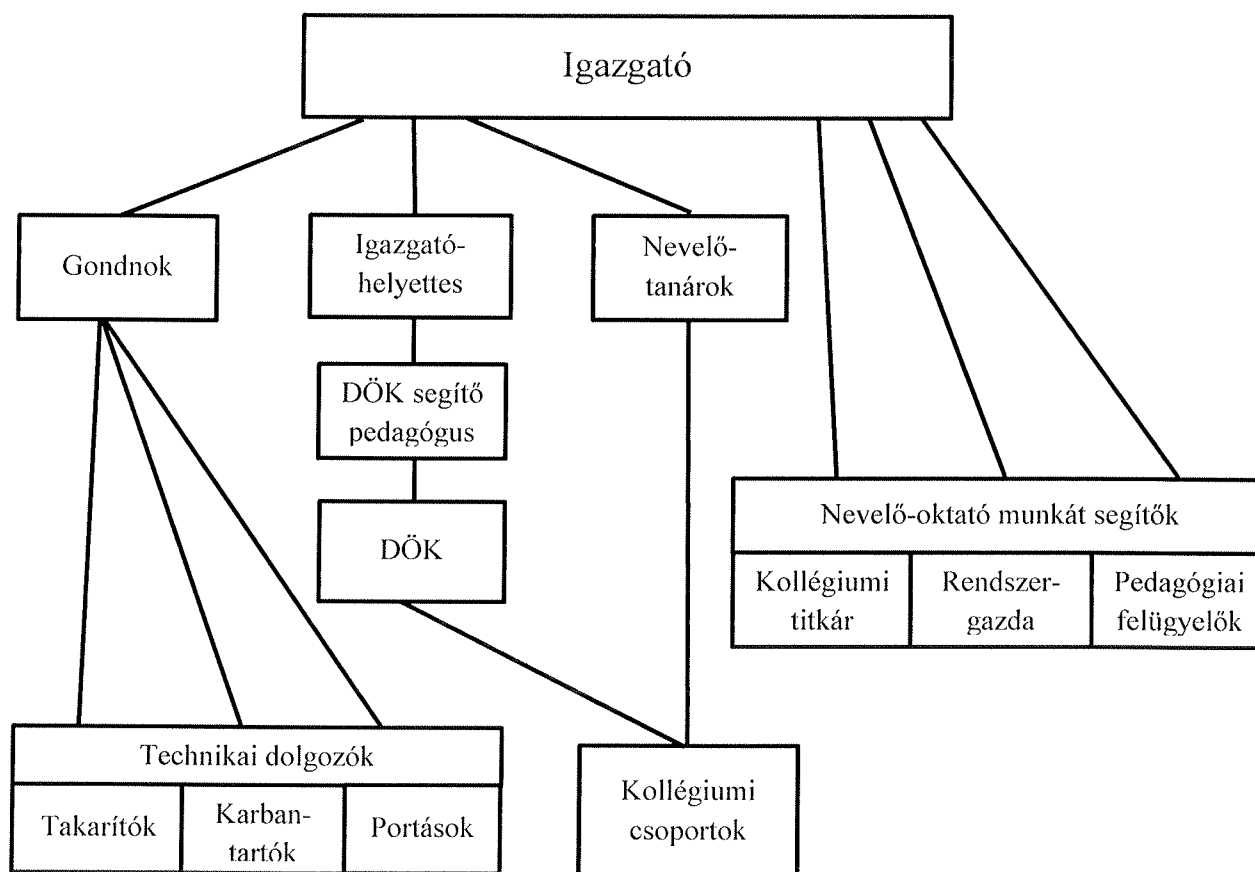 Igazgató
Gondnok
Igazgató-
helyettes
Nevelő-
tanárok
DÖK segítő
pedagógus
DÖK
Nevelő-oktató munkát segítők
Kollégiumi
titkár
Rendszer-
gazda
Pedagógiai
felügyelők
Technikai dolgozók
Takarítók
Karban-
tartók
Portások
Kollégiumi
csoportok